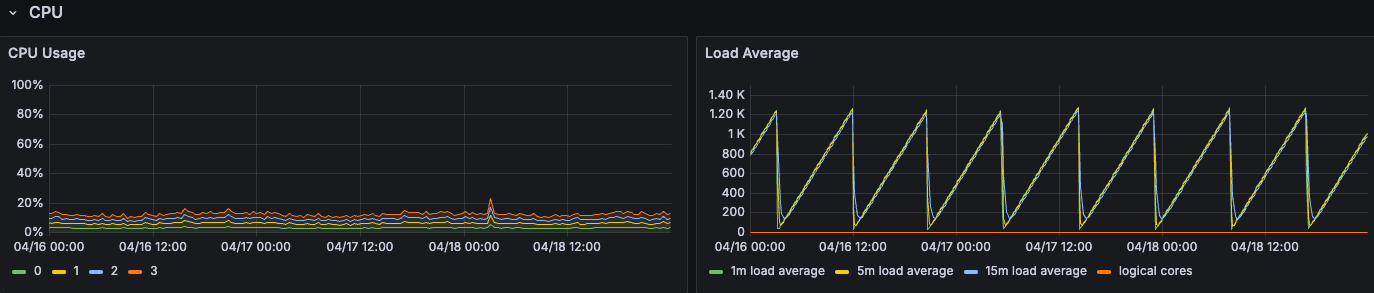 CPU
CPU Usage
100%
80%
60%
40%
20%
0%
04/16 00:00 04/16 12:00 04/17 00:00 04/17 12:00 04/18 00:00 04/18 12:00
0 1 2 3
Load Average
1.40 K
1.20 K
1 K
800
600
400
200
0
04/16 00:00 04/16 12:00 04/17 00:00 04/17 12:00 04/18 00:00 04/18 12:00
1m load average 5m load average 15m load average logical cores